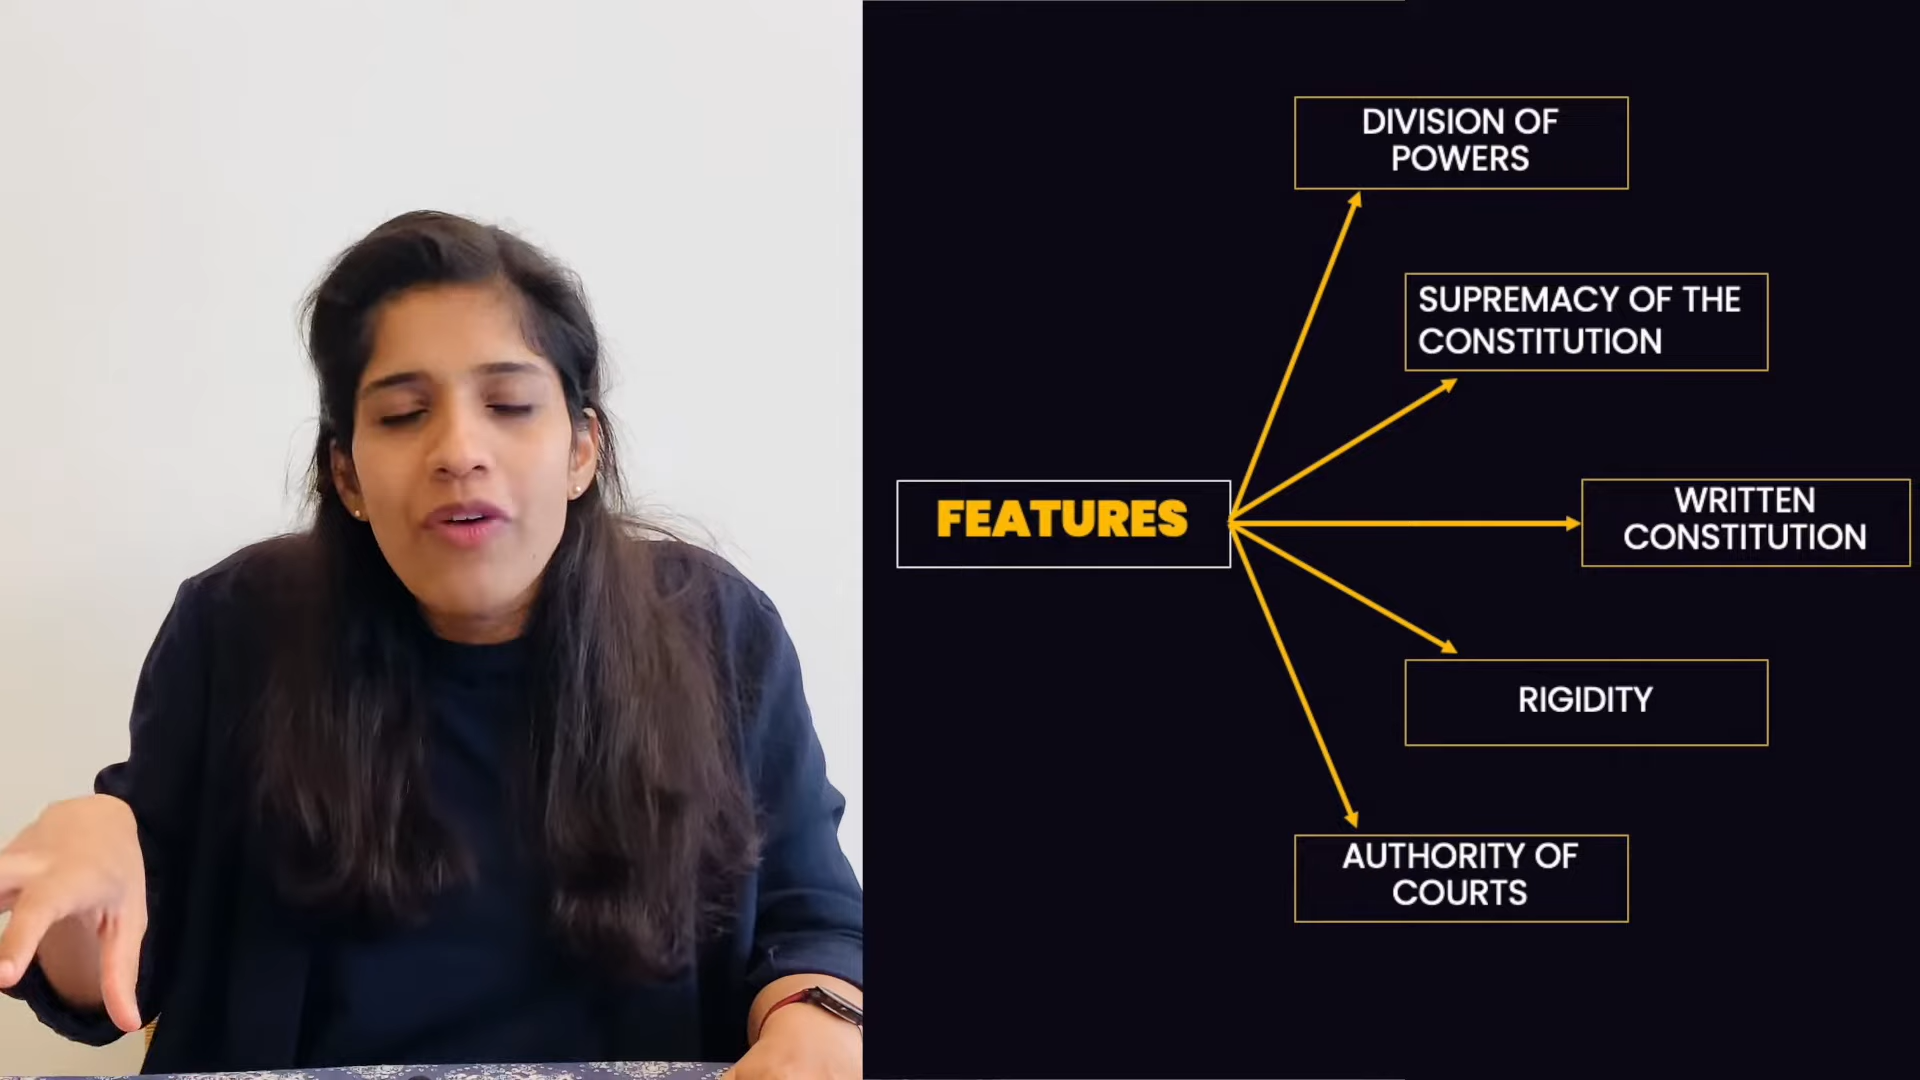 DIVISION OF
POWERS
SUPREMACY OF THE
CONSTITUTION
FEATURES
WRITTEN
CONSTITUTION
RIGIDITY
AUTHORITY OF
COURTS